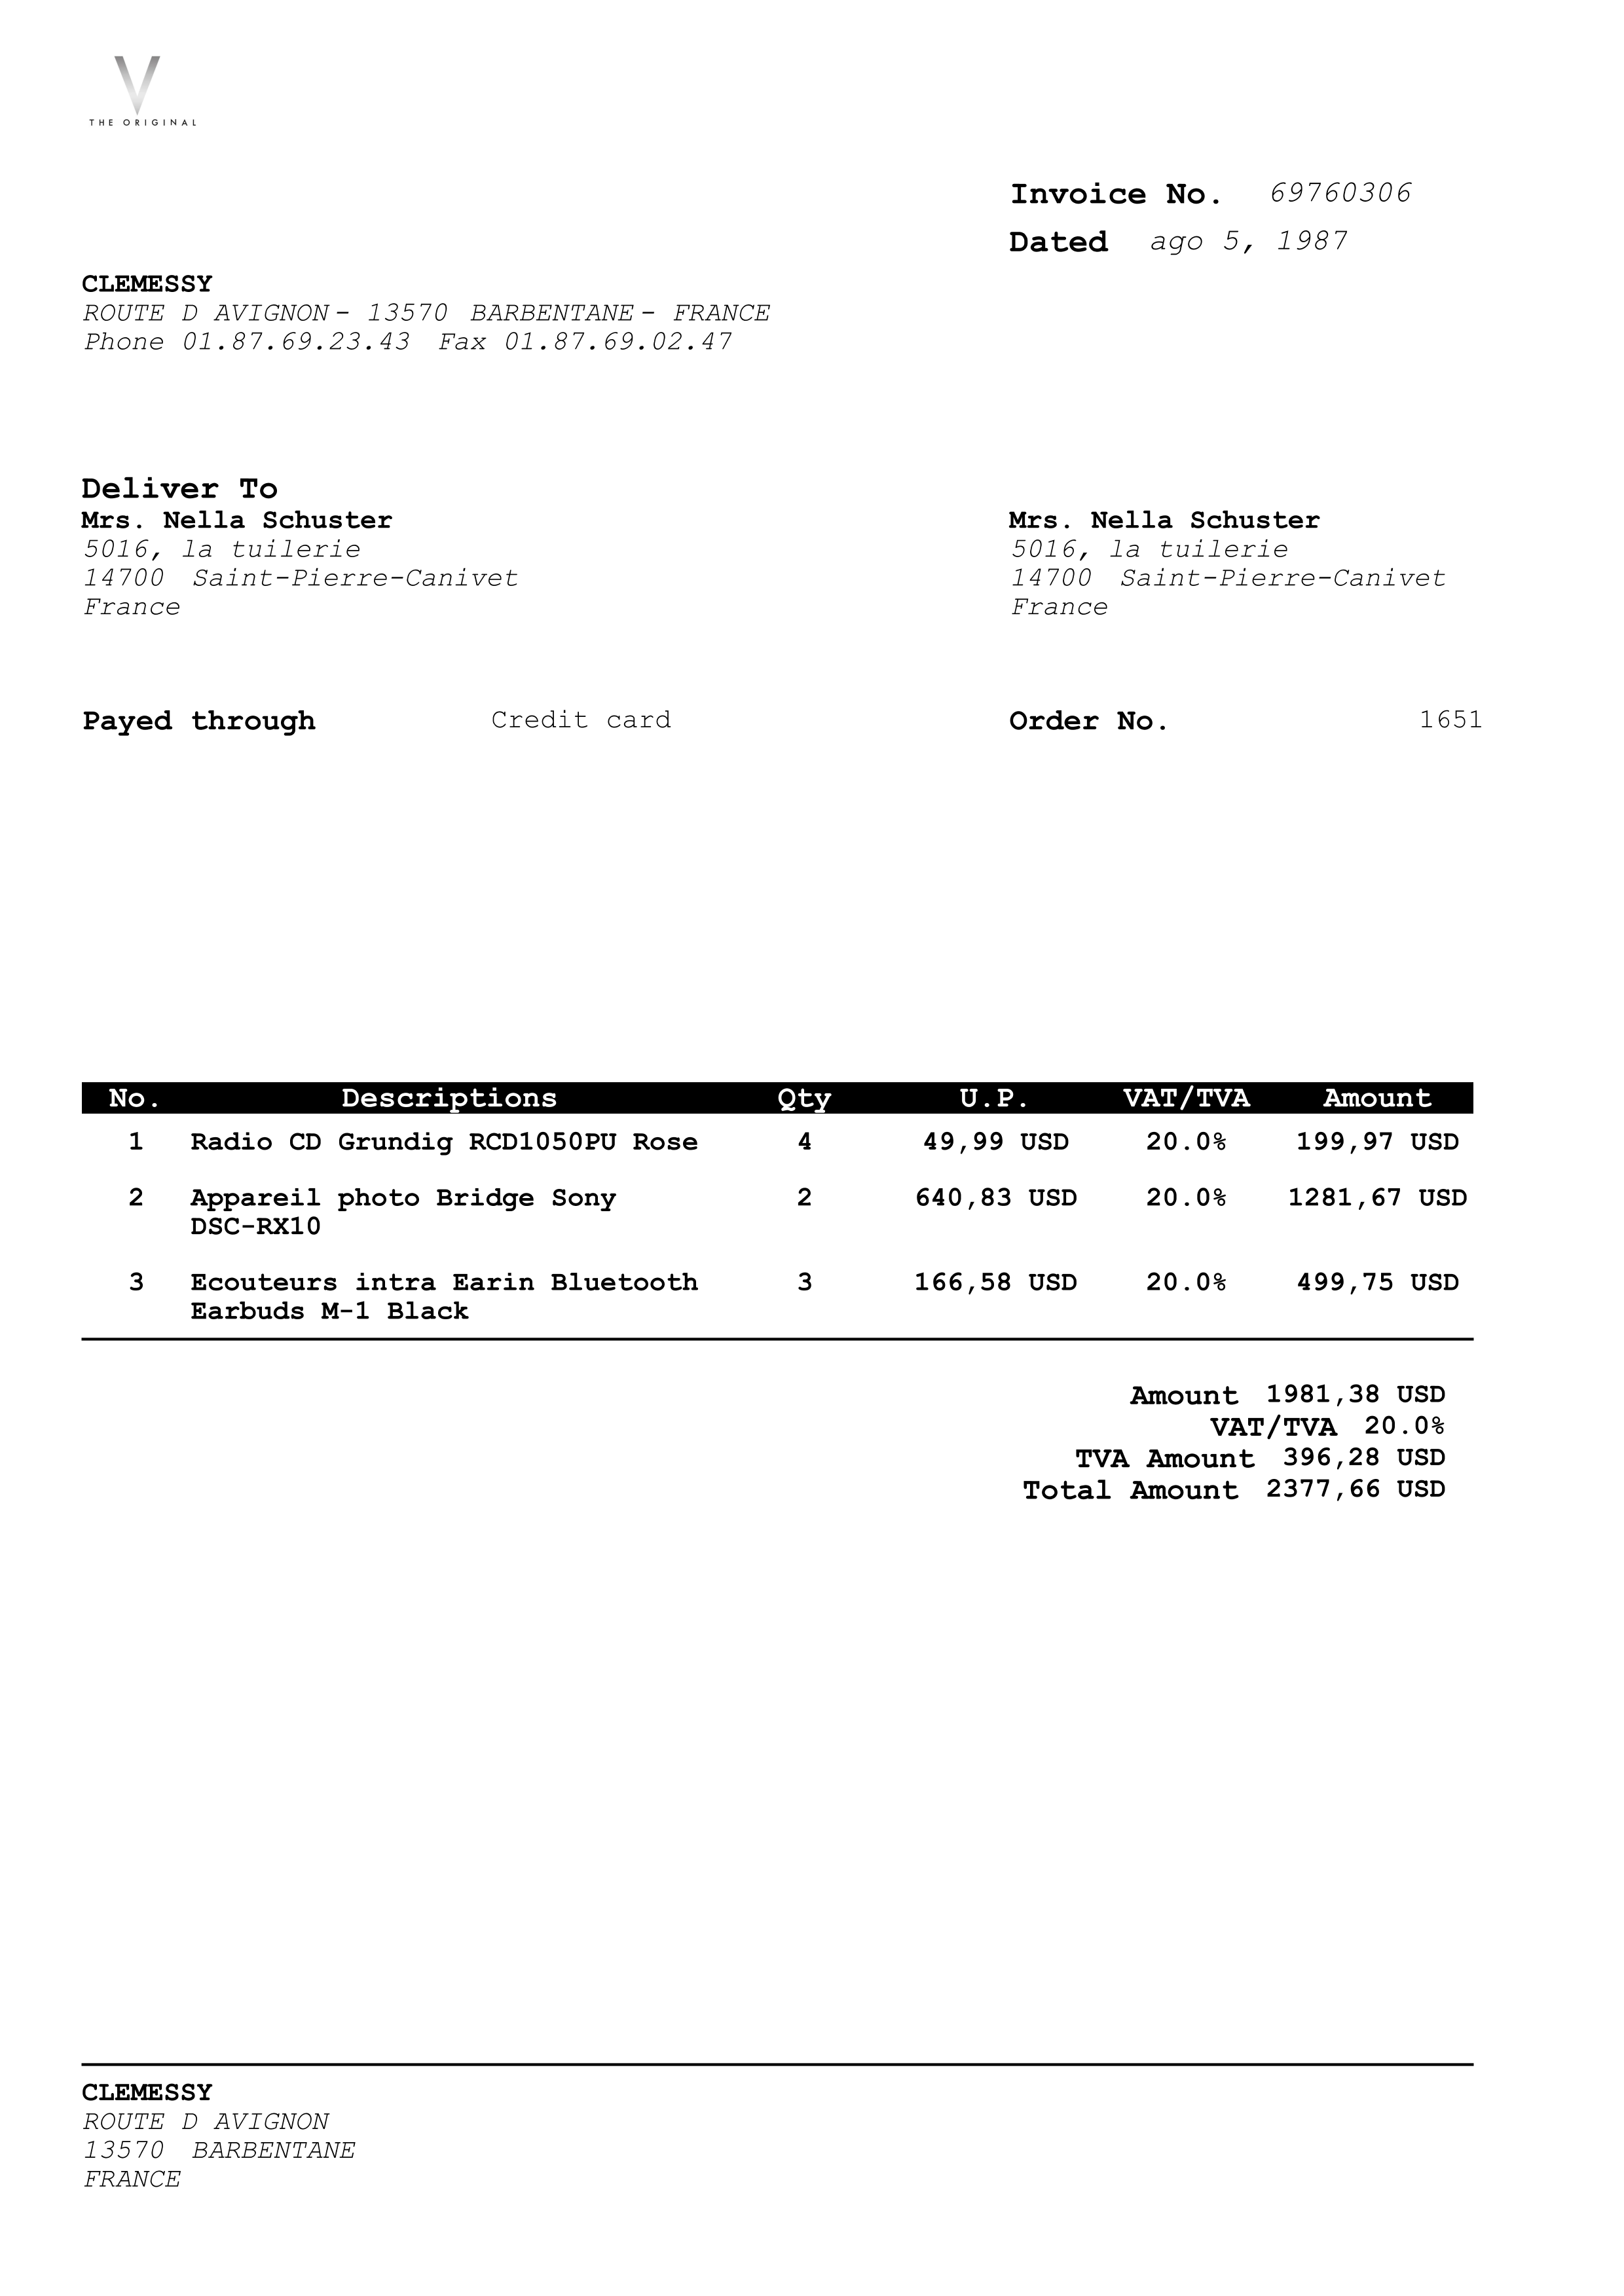 V
THE ORIGINAL
Invoice No. 69760306
Dated ago 5, 1987
CLEMESSY
ROUTE D AVIGNON - 13570 BARBENTANE - FRANCE
Phone 01.87.69.23.43 Fax 01.87.69.02.47
Deliver To
Mrs. Nella Schuster
5016, la tuilerie
14700 Saint-Pierre-Canivet
France
Mrs. Nella Schuster
5016, la tuilerie
14700 Saint-Pierre-Canivet
France
Payed through Credit card
Order No. 1651
No. Descriptions Qty U.P. VAT/TVA Amount
1 Radio CD Grundig RCD1050PU Rose 4 49,99 USD 20.0% 199,97 USD
2 Appareil photo Bridge Sony 2 640,83 USD 20.0% 1281,67 USD
DSC-RX10
3 Ecouteurs intra Earin Bluetooth 3 166,58 USD 20.0% 499,75 USD
Earbuds M-1 Black
Amount 1981,38 USD
VAT/TVA 20.0%
TVA Amount 396,28 USD
Total Amount 2377,66 USD
CLEMESSY
ROUTE D AVIGNON
13570 BARBENTANE
FRANCE